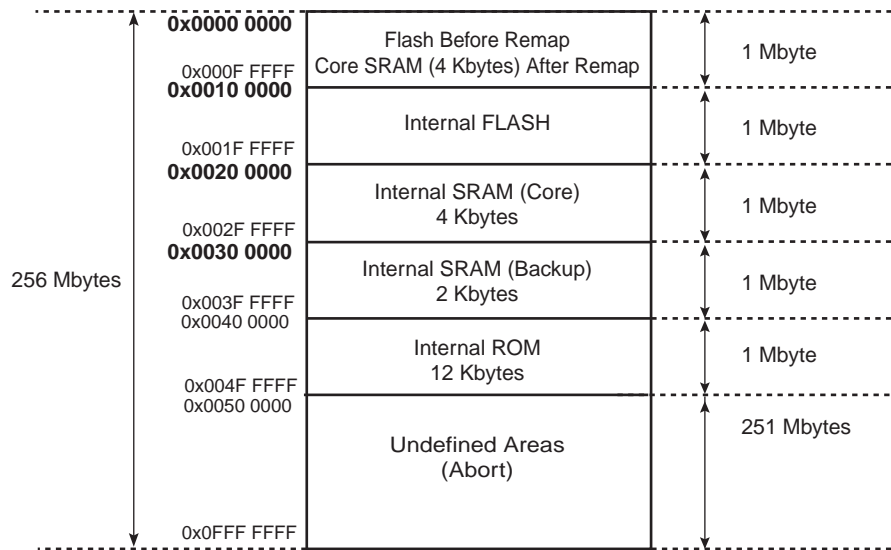 0x0000 0000
Flash Before Remap
Core SRAM (4 Kbytes) After Remap
1 Mbyte
0x000F FFFF
0x0010 0000
Internal FLASH
1 Mbyte
0x001F FFFF
0x0020 0000
Internal SRAM (Core)
4 Kbytes
1 Mbyte
0x002F FFFF
0x0030 0000
256 Mbytes
Internal SRAM (Backup)
2 Kbytes
1 Mbyte
0x003F FFFF
0x0040 0000
Internal ROM
12 Kbytes
1 Mbyte
0x004F FFFF
0x0050 0000
Undefined Areas
(Abort)
251 Mbytes
0x0FFF FFFF